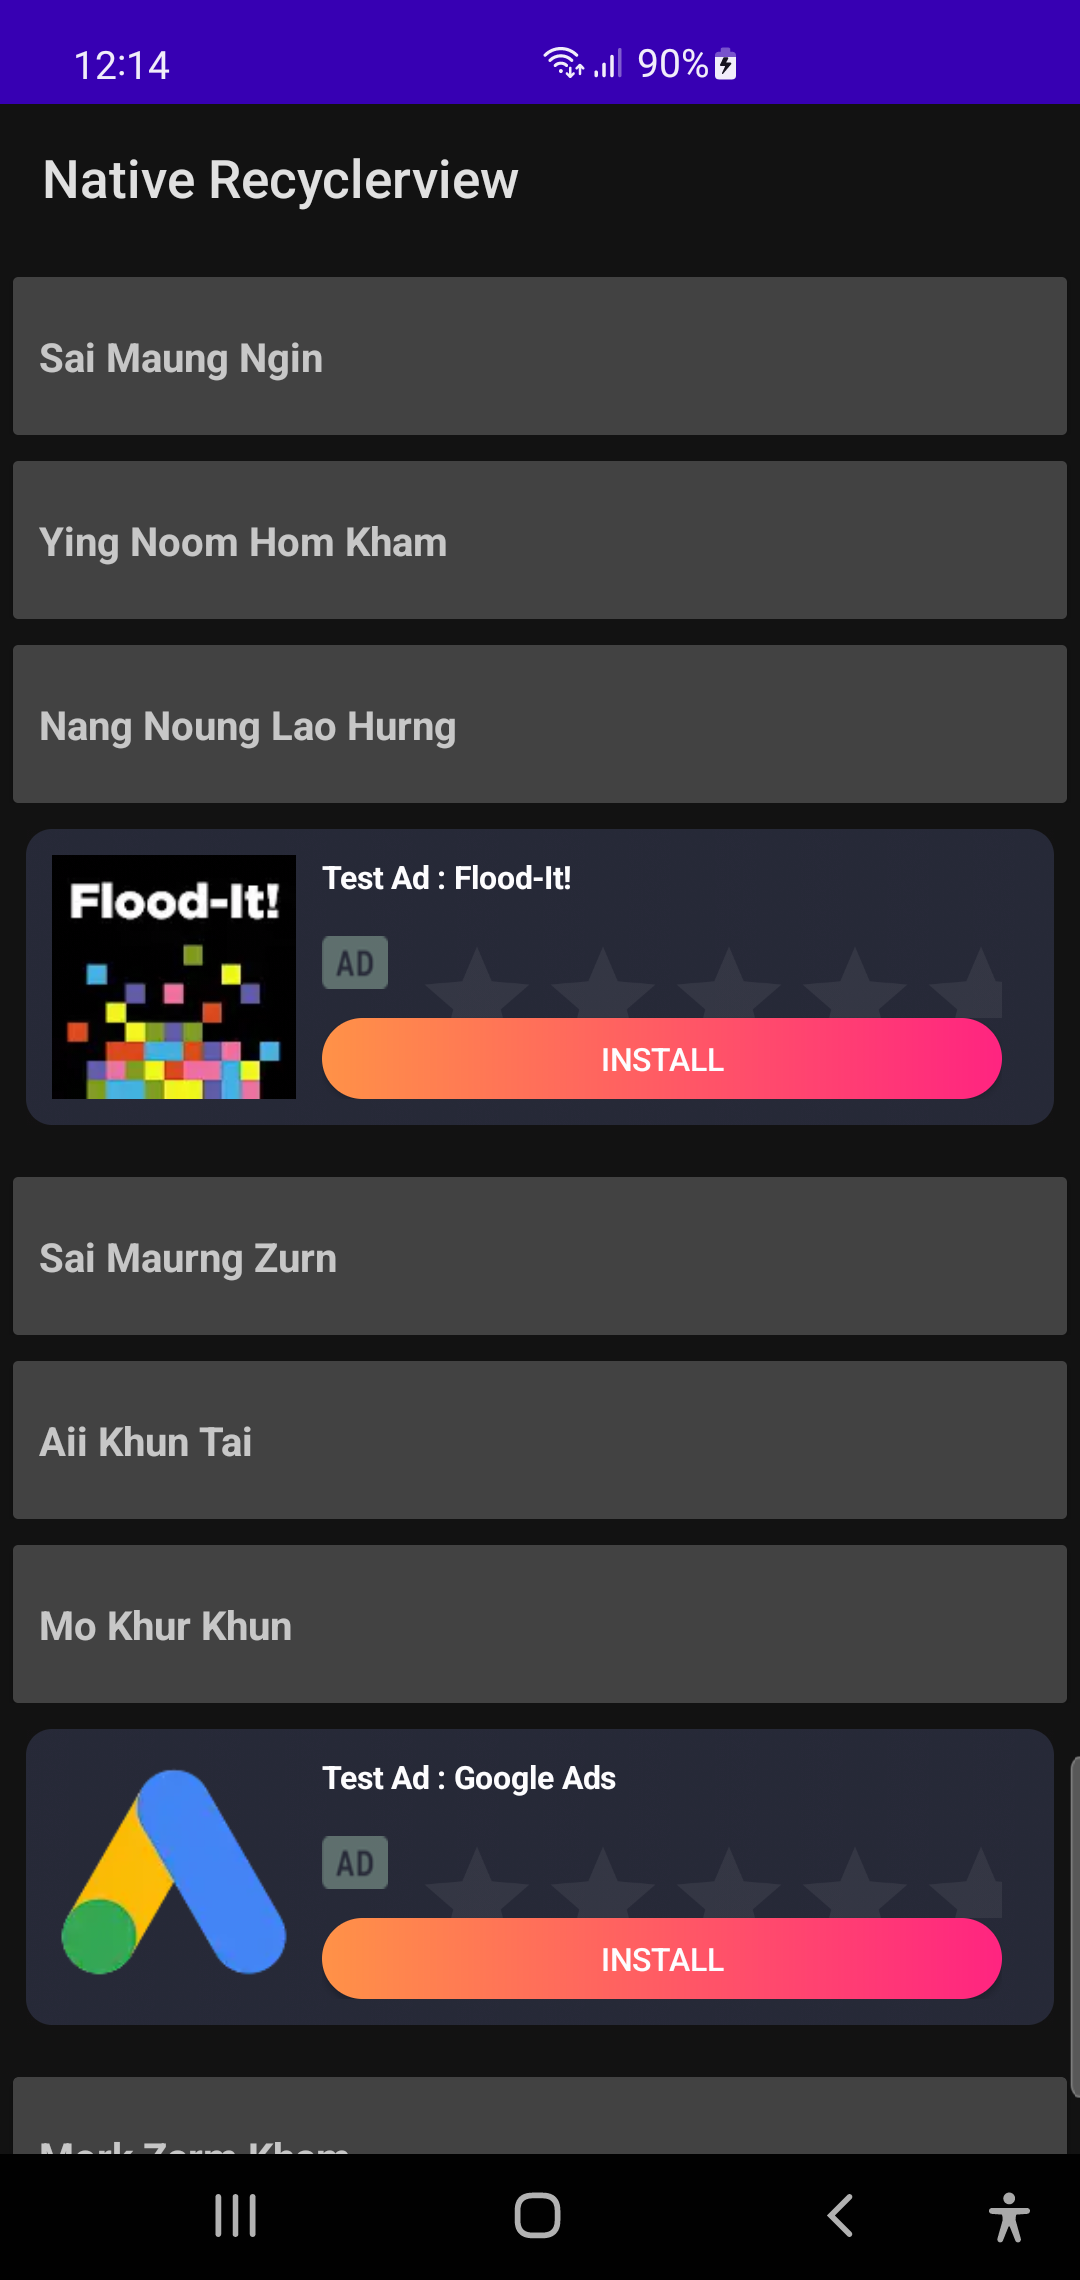 12:14
90%
Native Recyclerview
Sai Maung Ngin
Ying Noom Hom Kham
Nang Noung Lao Hurng
Flood-It!
Test Ad : Flood-It!
AD
INSTALL
Sai Maurng Zurn
Aii Khun Tai
Mo Khur Khun
Test Ad : Google Ads
AD
INSTALL